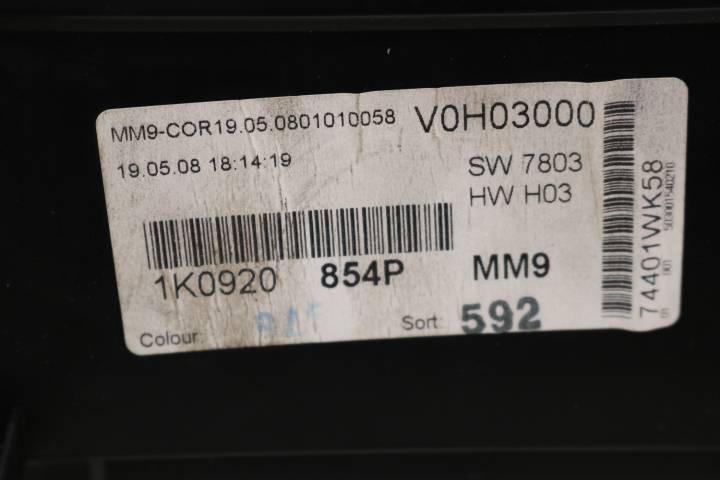 MM9-COR19.05.0801010058 V0H03000
19.05.08 18:14:19
SW 7803
HW H03
1K0920 854P MM9
Colour: Sort: 592
74401WK58